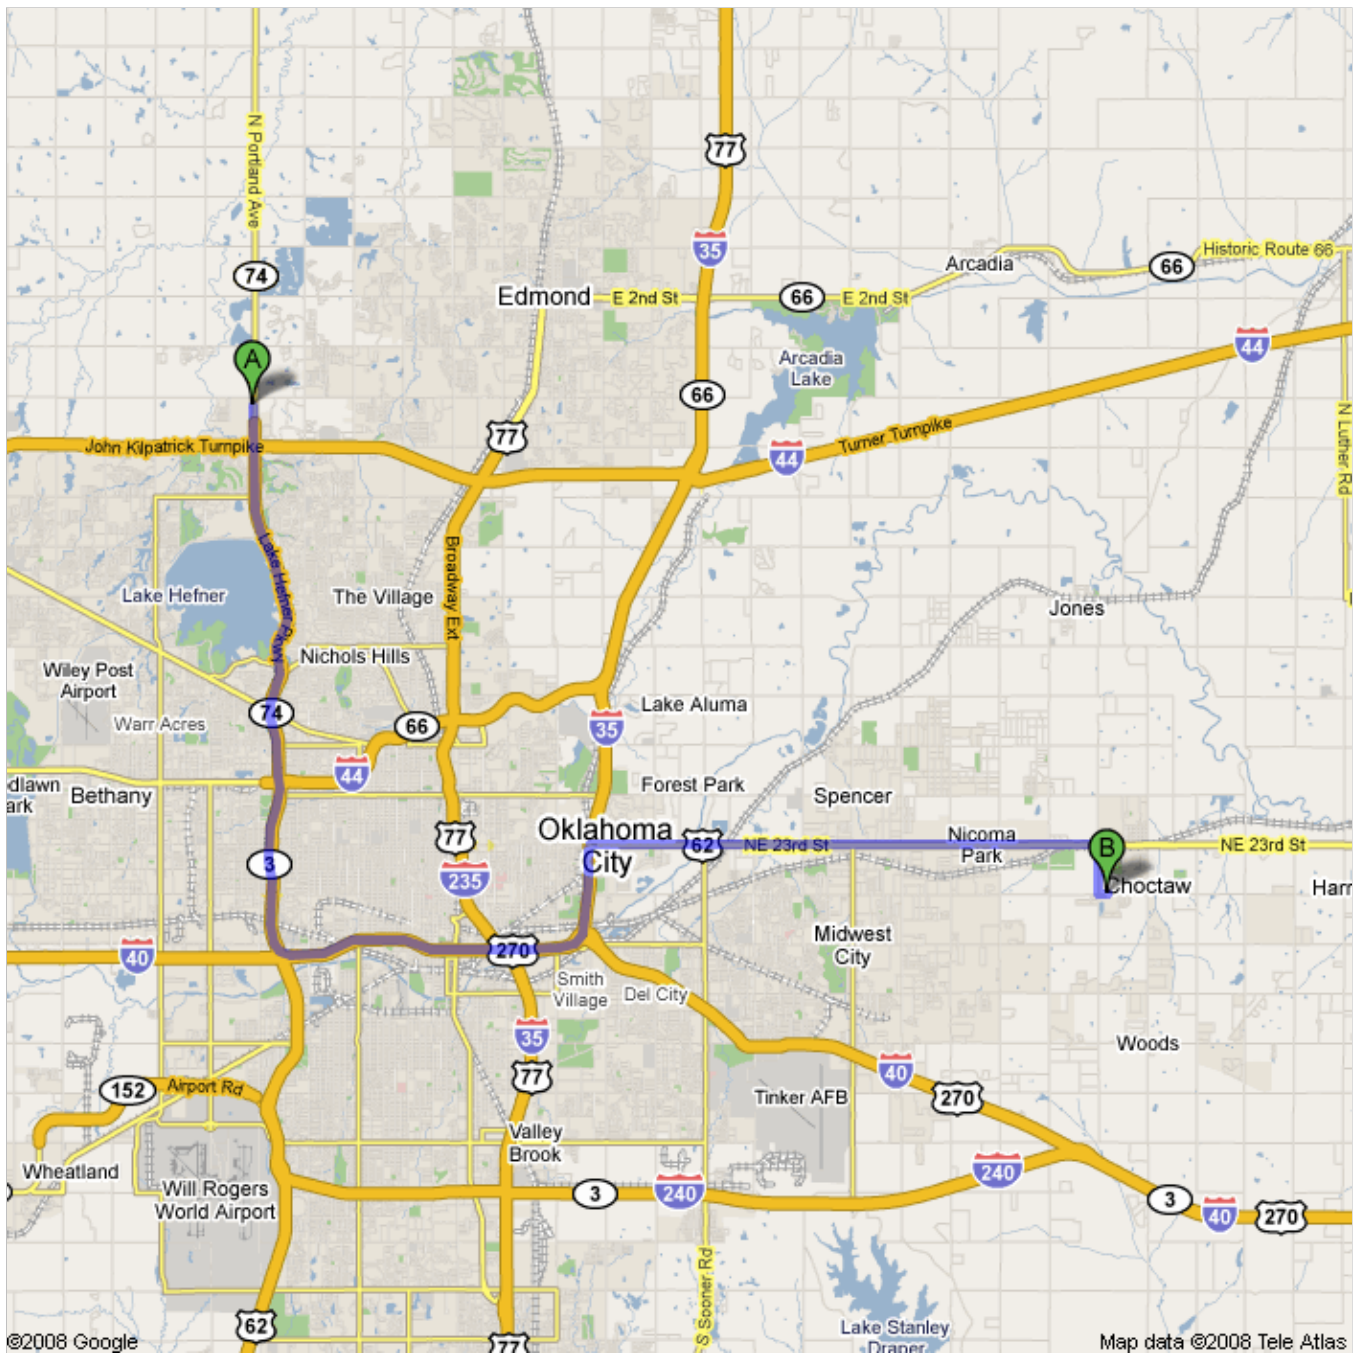 N Portland Ave
77
35
Historic Route 66
66
Arcadia
74
Edmond
E 2nd St
66
E 2nd St
44
A
Arcadia
Lake
66
77
Turner Turnpike
44
John Kilpatrick Turnpike
N Luther Rd
Lake Hefner Pkwy
Broadway Ext
Lake Hefner
The Village
Jones
Nichols Hills
Wiley Post
Airport
74
66
Lake Aluma
35
Warr Acres
44
Forest Park
dlawn
ark
Bethany
Spencer
77
Oklahoma
City
62
NE 23rd St
Nicoma
Park
B
NE 23rd St
3
235
Choctaw
Harr
40
270
Midwest
City
Smith
Village
Del City
35
Woods
77
40
270
152
Airport Rd
Tinker AFB
Valley
Brook
Wheatland
Will Rogers
World Airport
3
240
240
3
40
270
S Sooner Rd
62
77
Lake Stanley
Draper
©2008 Google
Map data ©2008 Tele Atlas